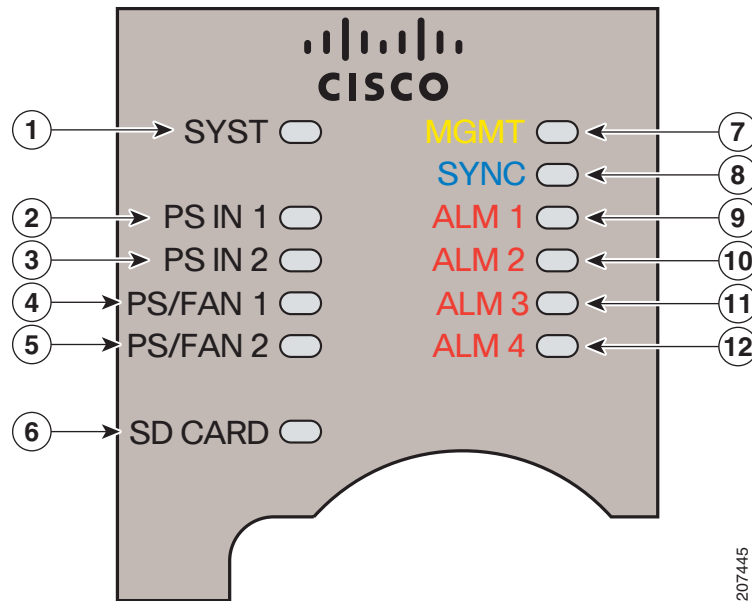 CISCO
1 SYST MGMT 7
SYNC 8
2 PS IN 1 ALM 1 9
3 PS IN 2 ALM 2 10
4 PS/FAN 1 ALM 3 11
5 PS/FAN 2 ALM 4 12
6 SD CARD
207445